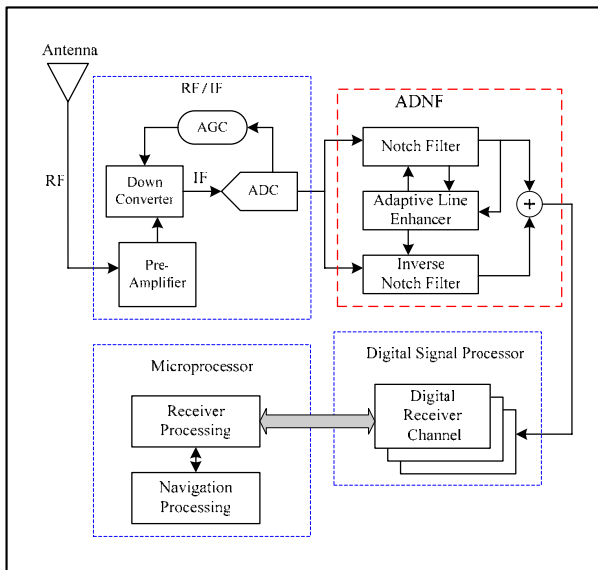 Antenna
RF / IF
ADNF
AGC
Notch Filter
RF
IF
Down
Converter
ADC
Adaptive Line
Enhancer
+
Pre-
Amplifier
Inverse
Notch Filter
Microprocessor
Digital Signal Processor
Receiver
Processing
Digital
Receiver
Channel
Navigation
Processing